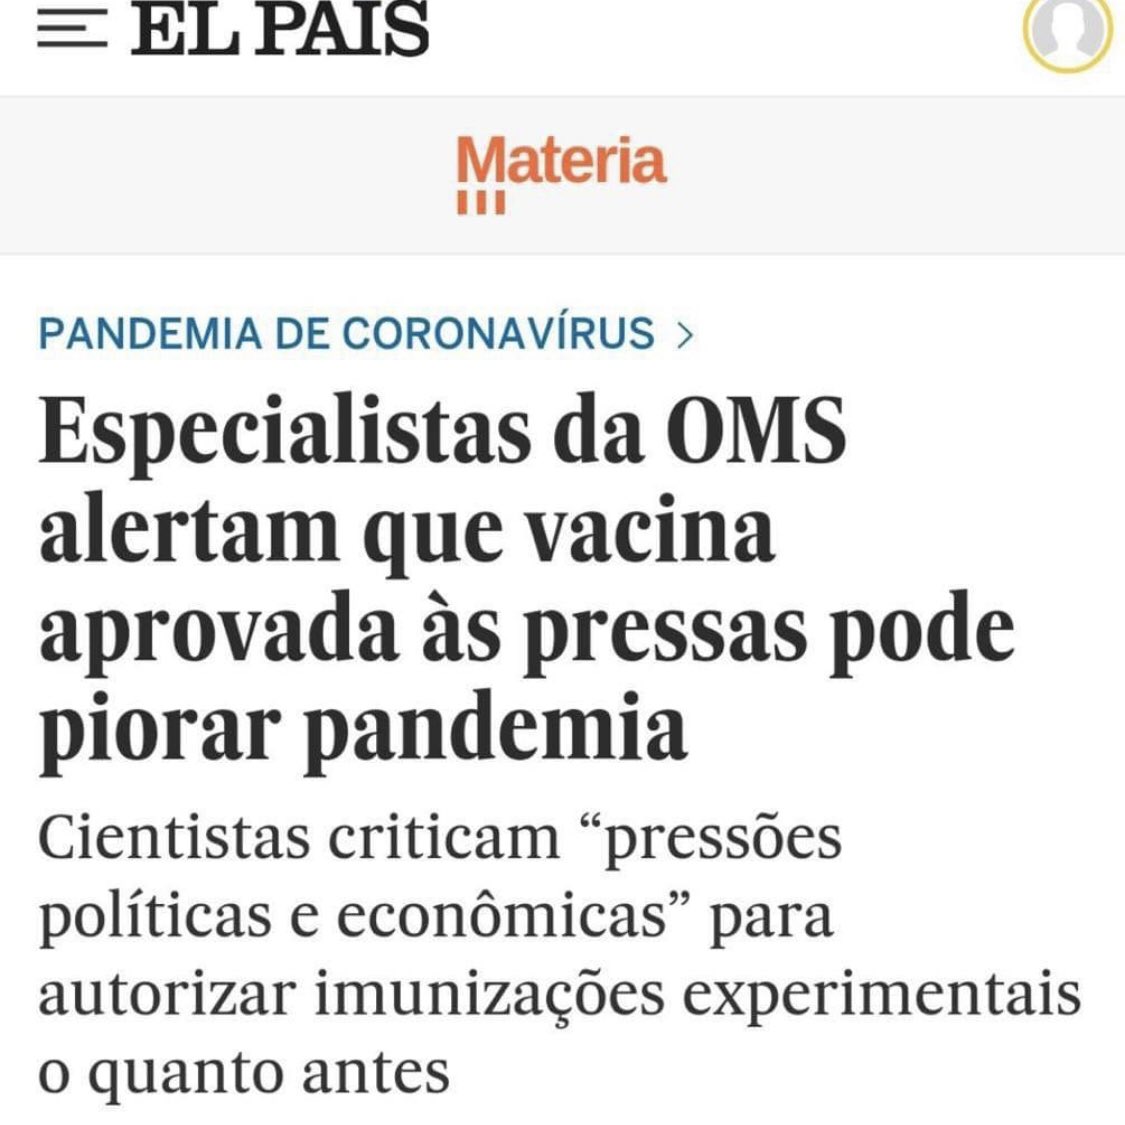 EL PAÍS
Materia
PANDEMIA DE CORONAVÍRUS >
Especialistas da OMS
alertam que vacina
aprovada às pressas pode
piorar pandemia
Cientistas criticam “pressões
políticas e econômicas” para
autorizar imunizações experimentais
o quanto antes